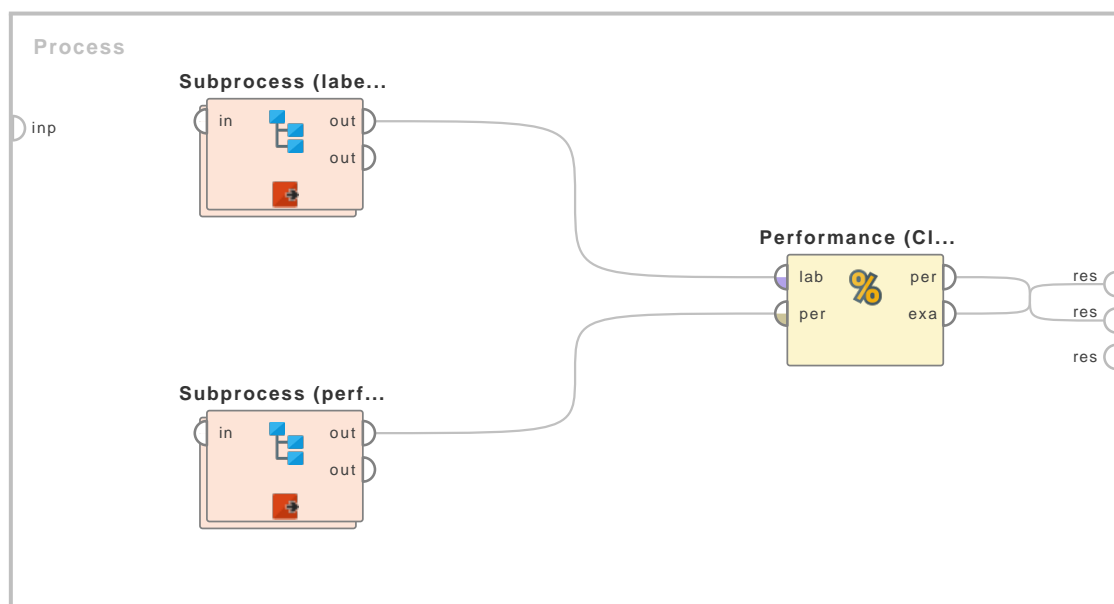 Process
inp
Subprocess (labe...
in
out
out
Performance (Cl...
lab
per
per
exa
%
res
res
res
Subprocess (perf...
in
out
out